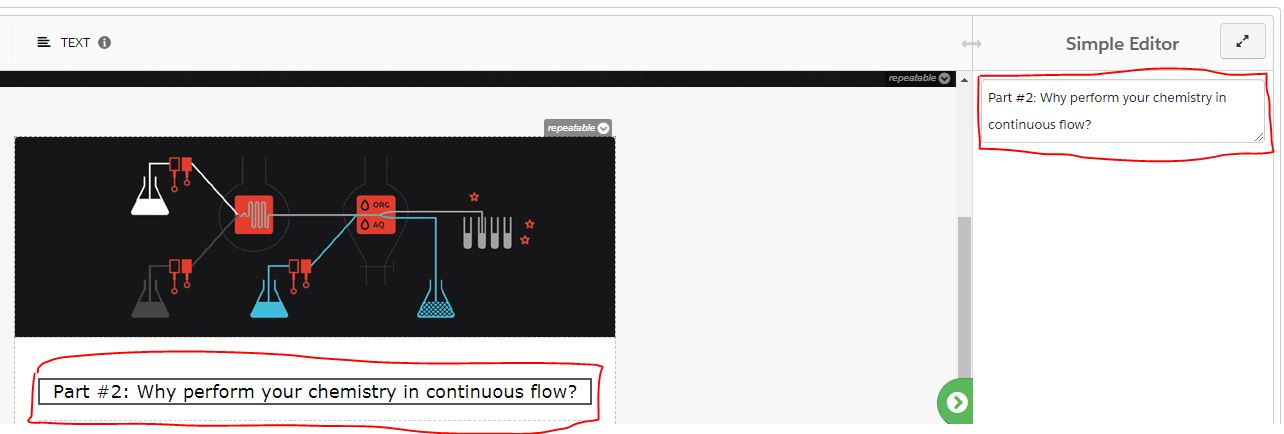 TEXT
Simple Editor
repeatable
Part #2: Why perform your chemistry in
continuous flow?
repeatable
ORG
AQ
Part #2: Why perform your chemistry in continuous flow?